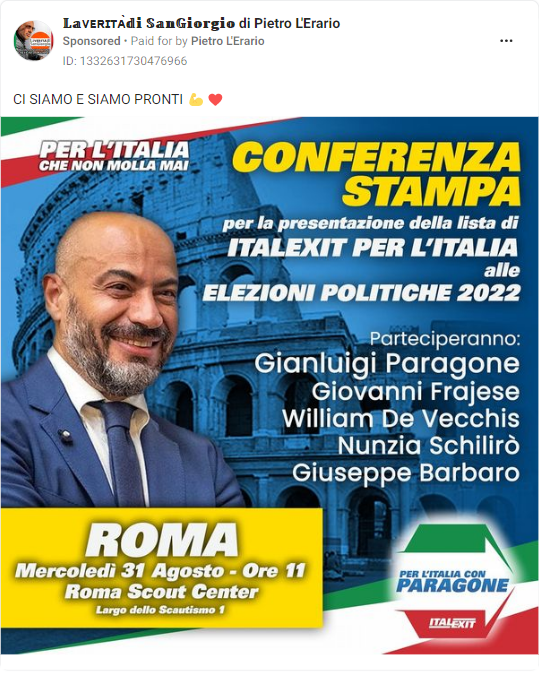 LaVERITÀdi SanGiorgio di Pietro L'Erario
Sponsored · Paid for by Pietro L'Erario
ID: 1332631730476966
CI SIAMO E SIAMO PRONTI 💪 ❤️
PER L'ITALIA
CHE NON MOLLA MAI
CONFERENZA
STAMPA
per la presentazione della lista di
ITALEXIT PER L'ITALIA
alle
ELEZIONI POLITICHE 2022
Parteciperanno:
Gianluigi Paragone
Giovanni Frajese
William De Vecchis
Nunzia Schilirò
Giuseppe Barbaro
ROMA
Mercoledì 31 Agosto - Ore 11
Roma Scout Center
Largo dello Scautismo 1
PER L'ITALIA CON
PARAGONE
ITALEXIT